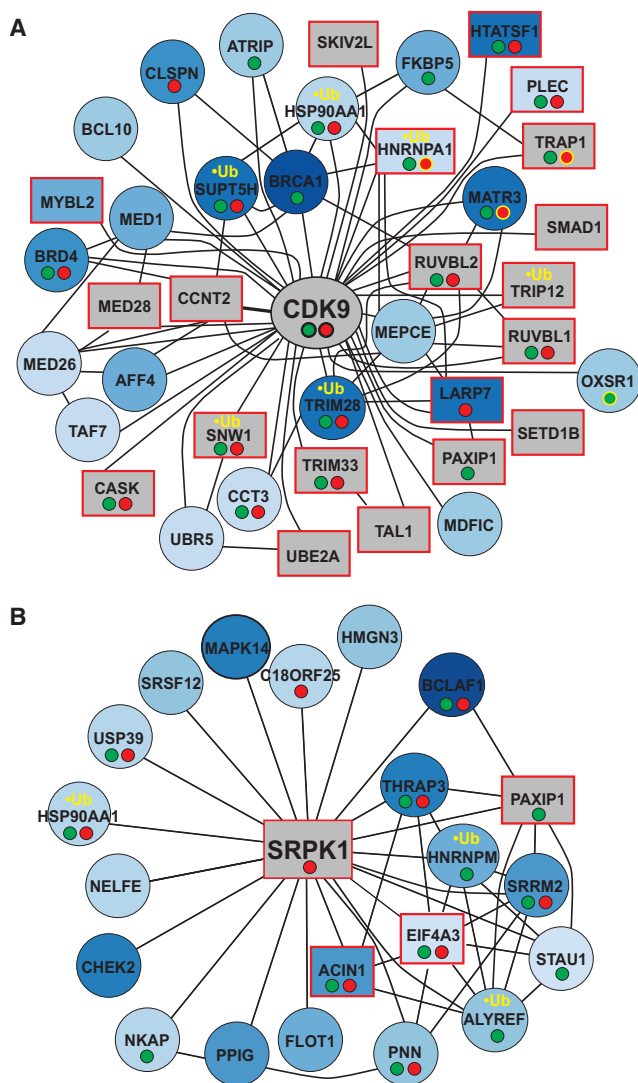 A
HTATSF1
ATRIP
SKIV2L
FKBP5
CLSPN
PLEC
•Ub
HSP90AA1
BCL10
•Ub
HNRNPA1
TRAP1
•Ub
SUPT5H
BRCA1
MYBL2
MED1
MATR3
SMAD1
BRD4
RUVBL2
•Ub
TRIP12
MED28
CCNT2
CDK9
MEPCE
RUVBL1
MED26
AFF4
OXSR1
•Ub
TRIM28
LARP7
TAF7
•Ub
SNW1
SETD1B
TRIM33
PAXIP1
CASK
CCT3
MDFIC
TAL1
UBR5
UBE2A
B
MAPK14
HMGN3
C18ORF25
SRSF12
BCLAF1
USP39
THRAP3
PAXIP1
•Ub
HSP90AA1
SRPK1
•Ub
HNRNPM
SRRM2
NELFE
EIF4A3
STAU1
CHEK2
ACIN1
•Ub
ALYREF
NKAP
PPIG
FLOT1
PNN